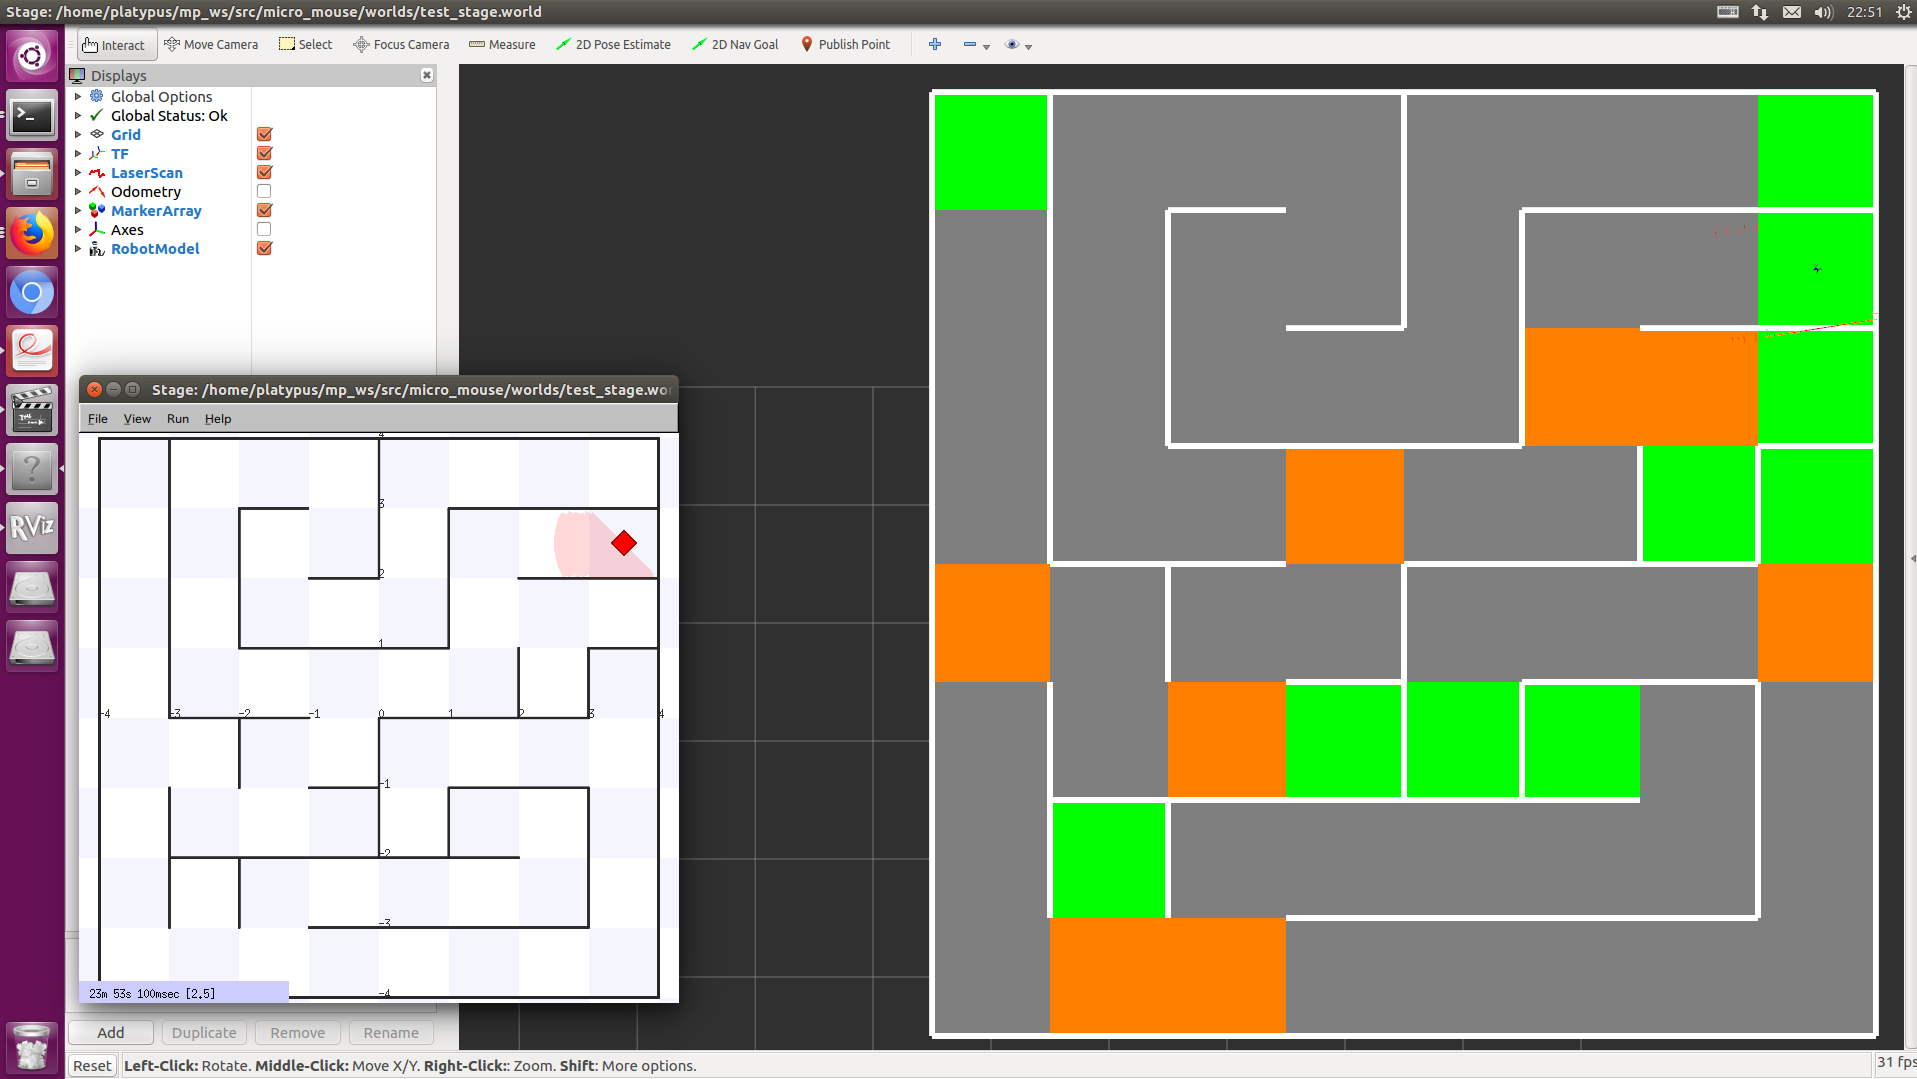 Stage: /home/platypus/mp_ws/src/micro_mouse/worlds/test_stage.world
22:51
Interact Move Camera Select Focus Camera Measure 2D Pose Estimate 2D Nav Goal Publish Point
Displays
Global Options
Global Status: Ok
Grid
TF
LaserScan
Odometry
MarkerArray
Axes
RobotModel
RViz
Stage: /home/platypus/mp_ws/src/micro_mouse/worlds/test_stage.wor
File View Run Help
4
3
2
1
-4 -3 -2 -1 0 1 2 3 4
-1
-2
-3
-4
23m 53s 100msec [2.5]
Add Duplicate Remove Rename
Reset Left-Click: Rotate. Middle-Click: Move X/Y. Right-Click:: Zoom. Shift: More options. 31 fps